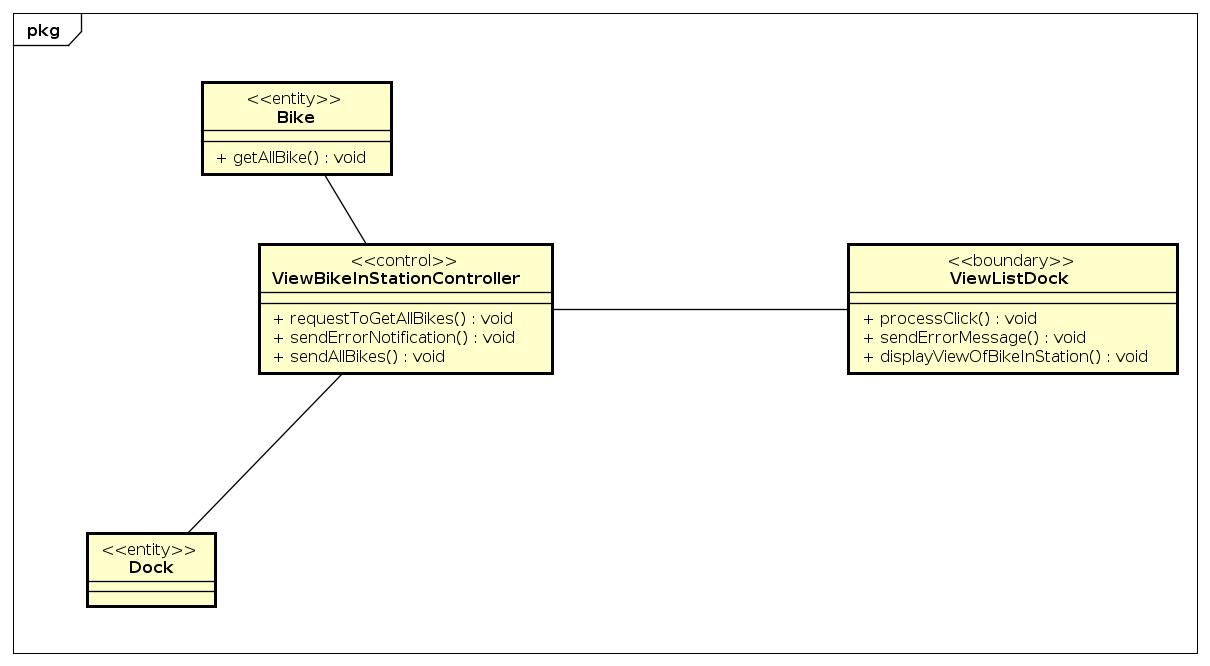 pkg
<<entity>>
Bike
+ getAllBike() : void
<<control>>
ViewBikeInStationController
+ requestToGetAllBikes() : void
+ sendErrorNotification() : void
+ sendAllBikes() : void
<<boundary>>
ViewListDock
+ processClick() : void
+ sendErrorMessage() : void
+ displayViewOfBikeInStation() : void
<<entity>>
Dock